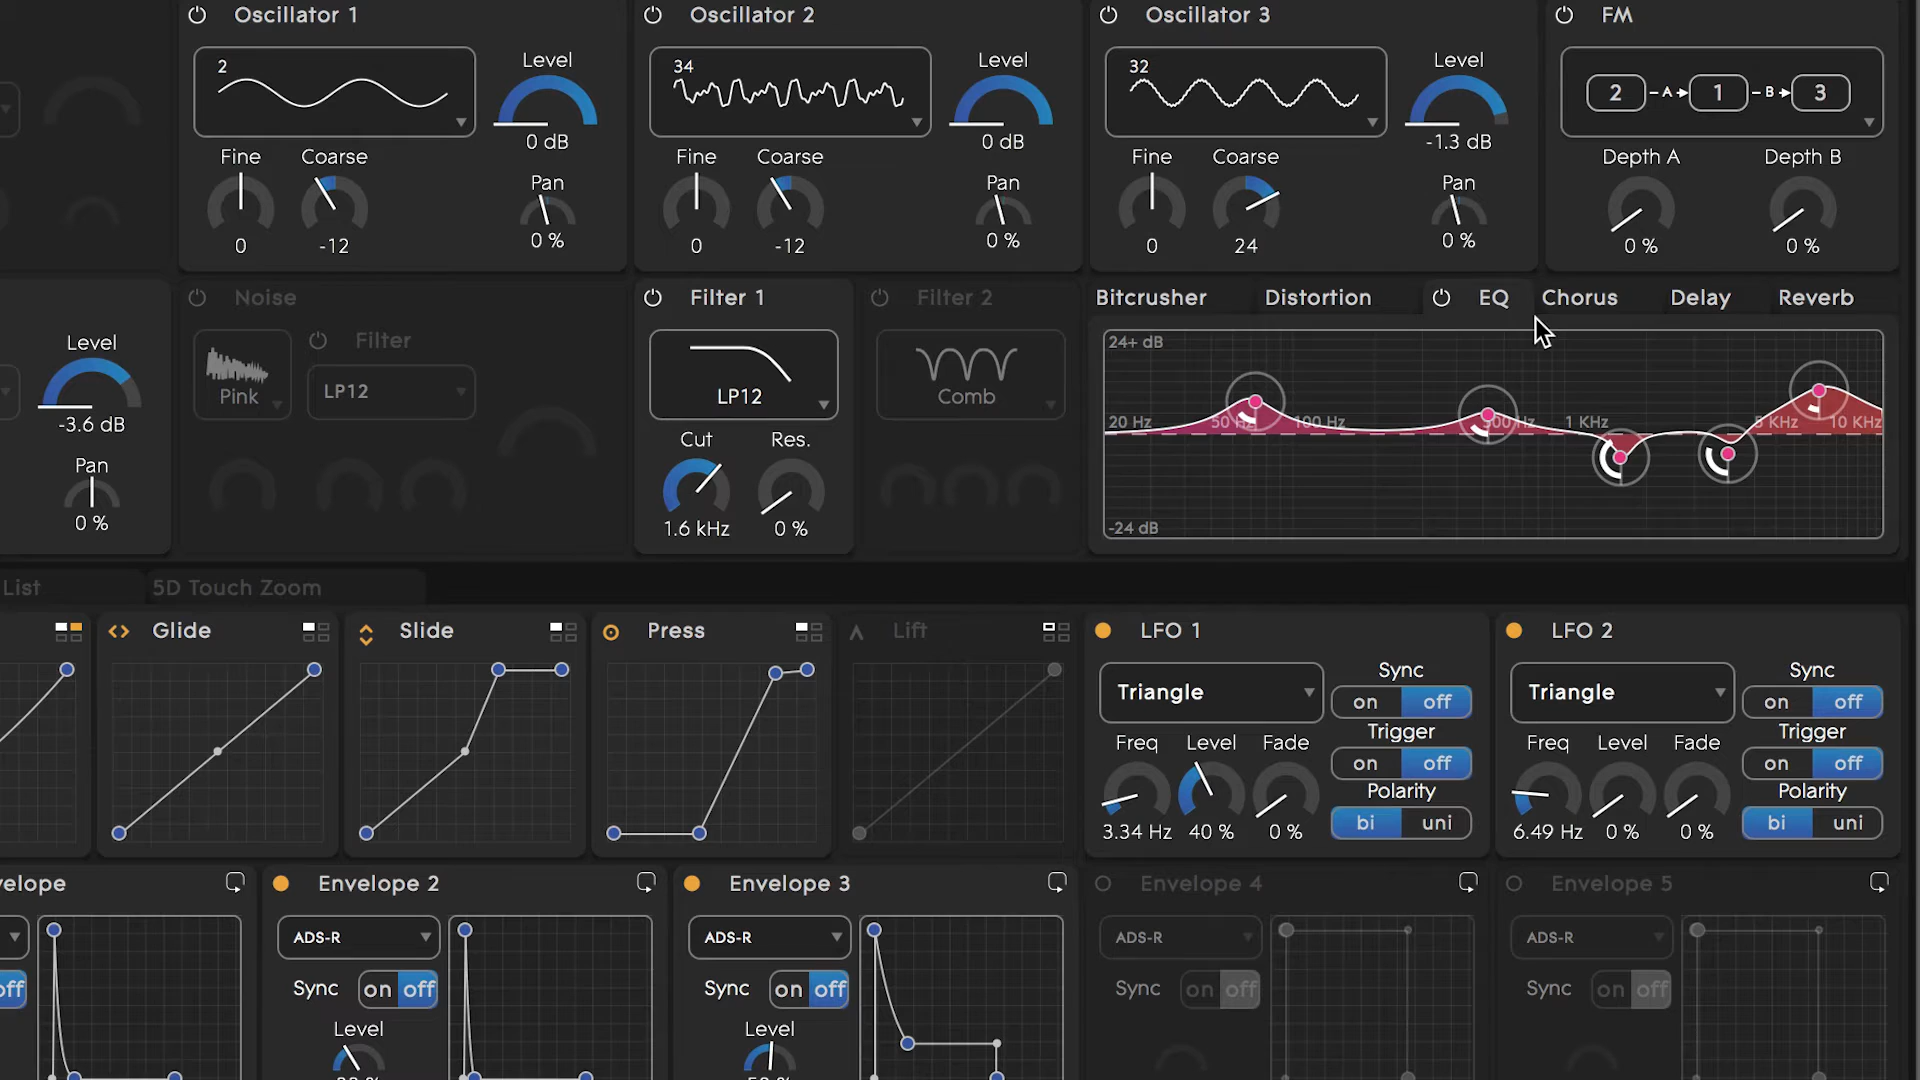 Oscillator 1
Oscillator 2
Oscillator 3
FM
2
Level
0 dB
Fine
Coarse
Pan
0
-12
0 %
34
Level
0 dB
Fine
Coarse
Pan
0
-12
0 %
32
Level
-1.3 dB
Fine
Coarse
Pan
0
24
0 %
2 A 1 B 3
Depth A
Depth B
0 %
0 %
Level
-3.6 dB
Pan
0 %
Noise
Filter
Pink
LP12
Filter 1
LP12
Cut
Res.
1.6 kHz
0 %
Filter 2
Comb
Bitcrusher
Distortion
EQ
Chorus
Delay
Reverb
24+ dB
20 Hz
50 Hz
100 Hz
500 Hz
1 KHz
5 KHz
10 KHz
-24 dB
List
5D Touch Zoom
Glide
Slide
Press
Lift
LFO 1
Triangle
Sync
on off
Trigger
on off
Polarity
bi uni
Freq
Level
Fade
3.34 Hz
40 %
0 %
LFO 2
Triangle
Sync
on off
Trigger
on off
Polarity
bi uni
Freq
Level
Fade
6.49 Hz
0 %
0 %
velope
off
Envelope 2
ADS-R
Sync
on off
Level
Envelope 3
ADS-R
Sync
on off
Level
Envelope 4
ADS-R
Sync
on off
Envelope 5
ADS-R
Sync
on off